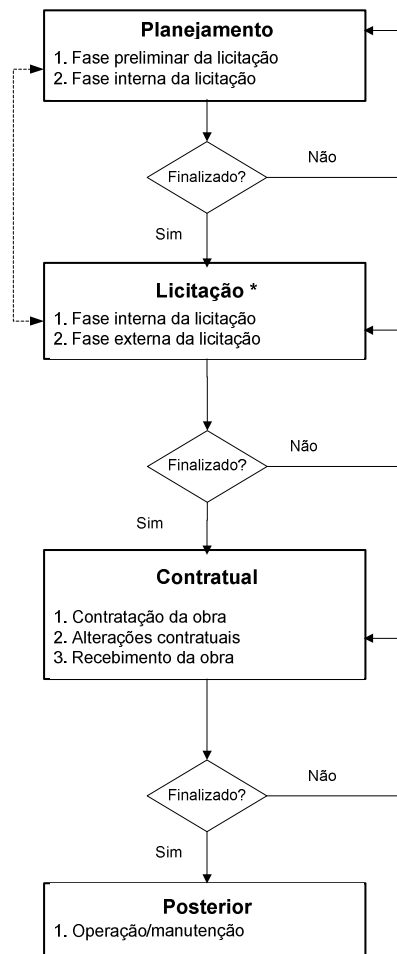 Planejamento
1. Fase preliminar da licitação
2. Fase interna da licitação
Não
Finalizado?
Sim
Licitação *
1. Fase interna da licitação
2. Fase externa da licitação
Não
Finalizado?
Sim
Contratual
1. Contratação da obra
2. Alterações contratuais
3. Recebimento da obra
Não
Finalizado?
Sim
Posterior
1. Operação/manutenção